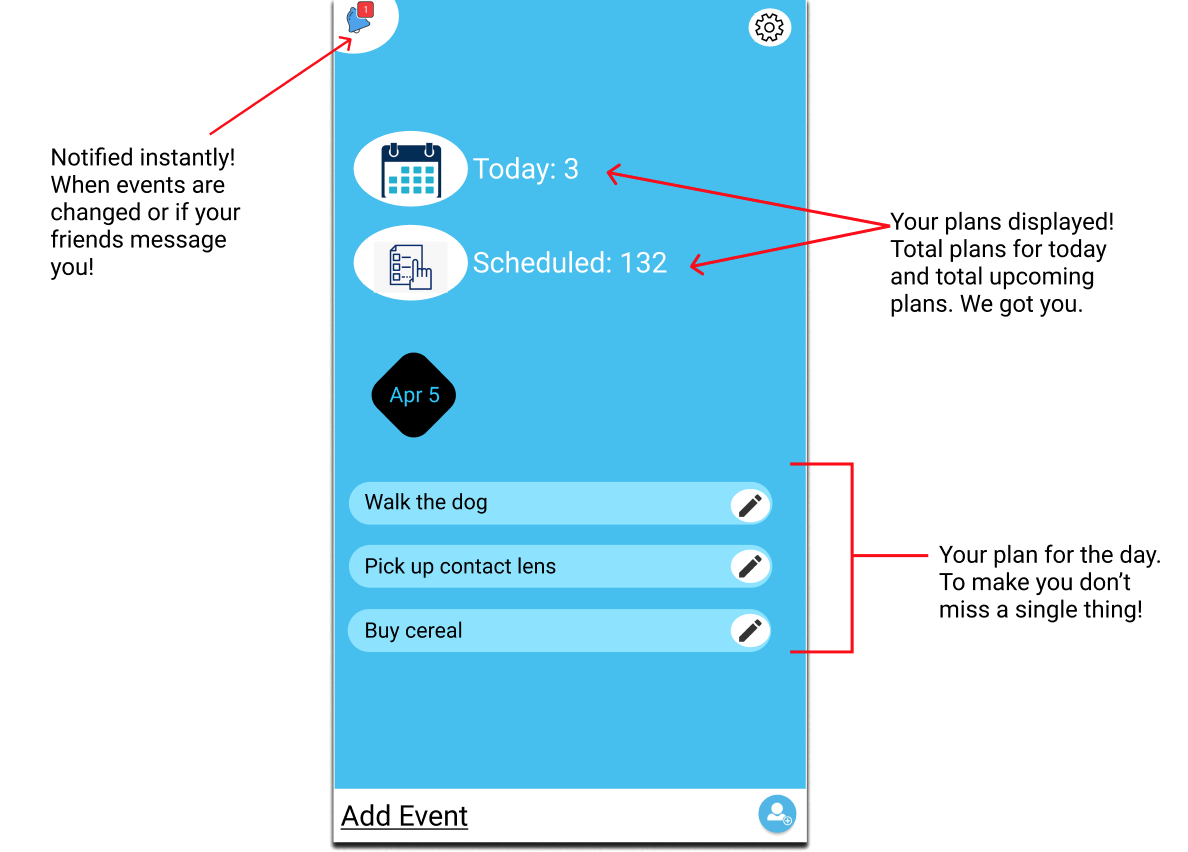 1
Notified instantly!
When events are
changed or if your
friends message
you!
Today: 3
Scheduled: 132
Your plans displayed!
Total plans for today
and total upcoming
plans. We got you.
Apr 5
Walk the dog
Pick up contact lens
Buy cereal
Your plan for the day.
To make you don’t
miss a single thing!
Add Event